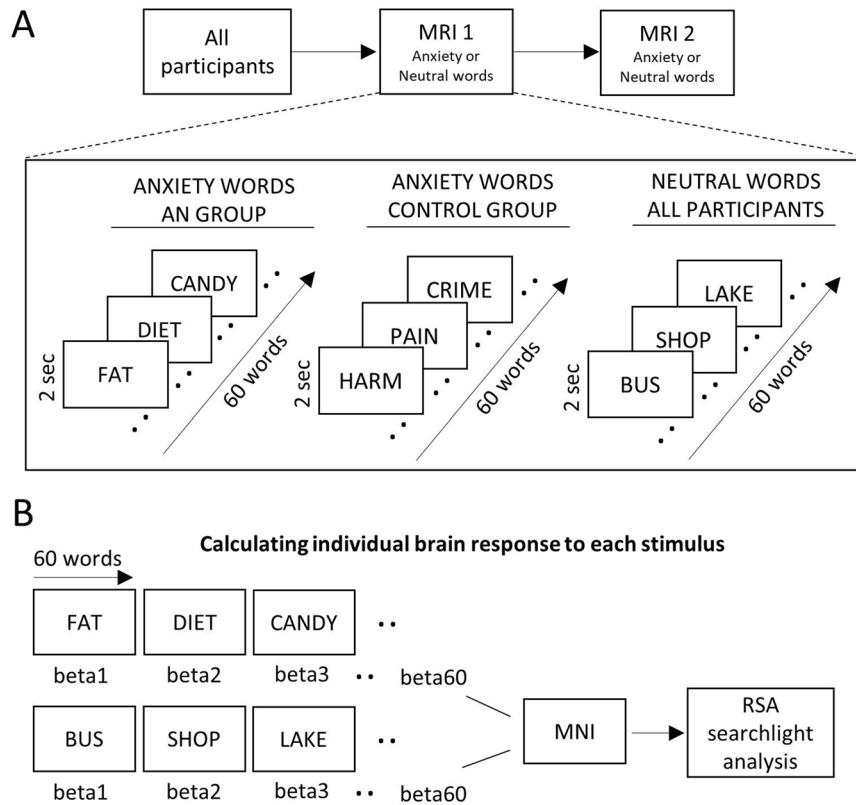 A
All
participants
MRI 1
Anxiety or
Neutral words
MRI 2
Anxiety or
Neutral words
ANXIETY WORDS
AN GROUP
ANXIETY WORDS
CONTROL GROUP
NEUTRAL WORDS
ALL PARTICIPANTS
CANDY
DIET
FAT
2 sec
60 words
CRIME
PAIN
HARM
2 sec
60 words
LAKE
SHOP
BUS
2 sec
60 words
B
Calculating individual brain response to each stimulus
60 words
FAT DIET CANDY ..
beta1 beta2 beta3 .. beta60
BUS SHOP LAKE ..
beta1 beta2 beta3 .. beta60
MNI
RSA
searchlight
analysis